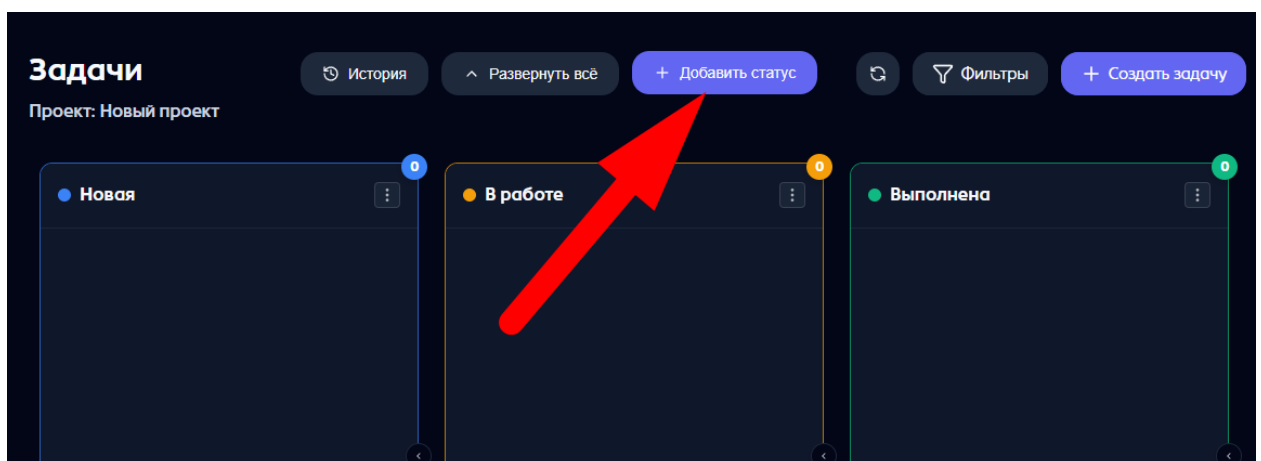 Задачи
История
Развернуть всё
+ Добавить статус
Фильтры
+ Создать задачу
Проект: Новый проект
0
0
0
Новая
В работе
Выполнена